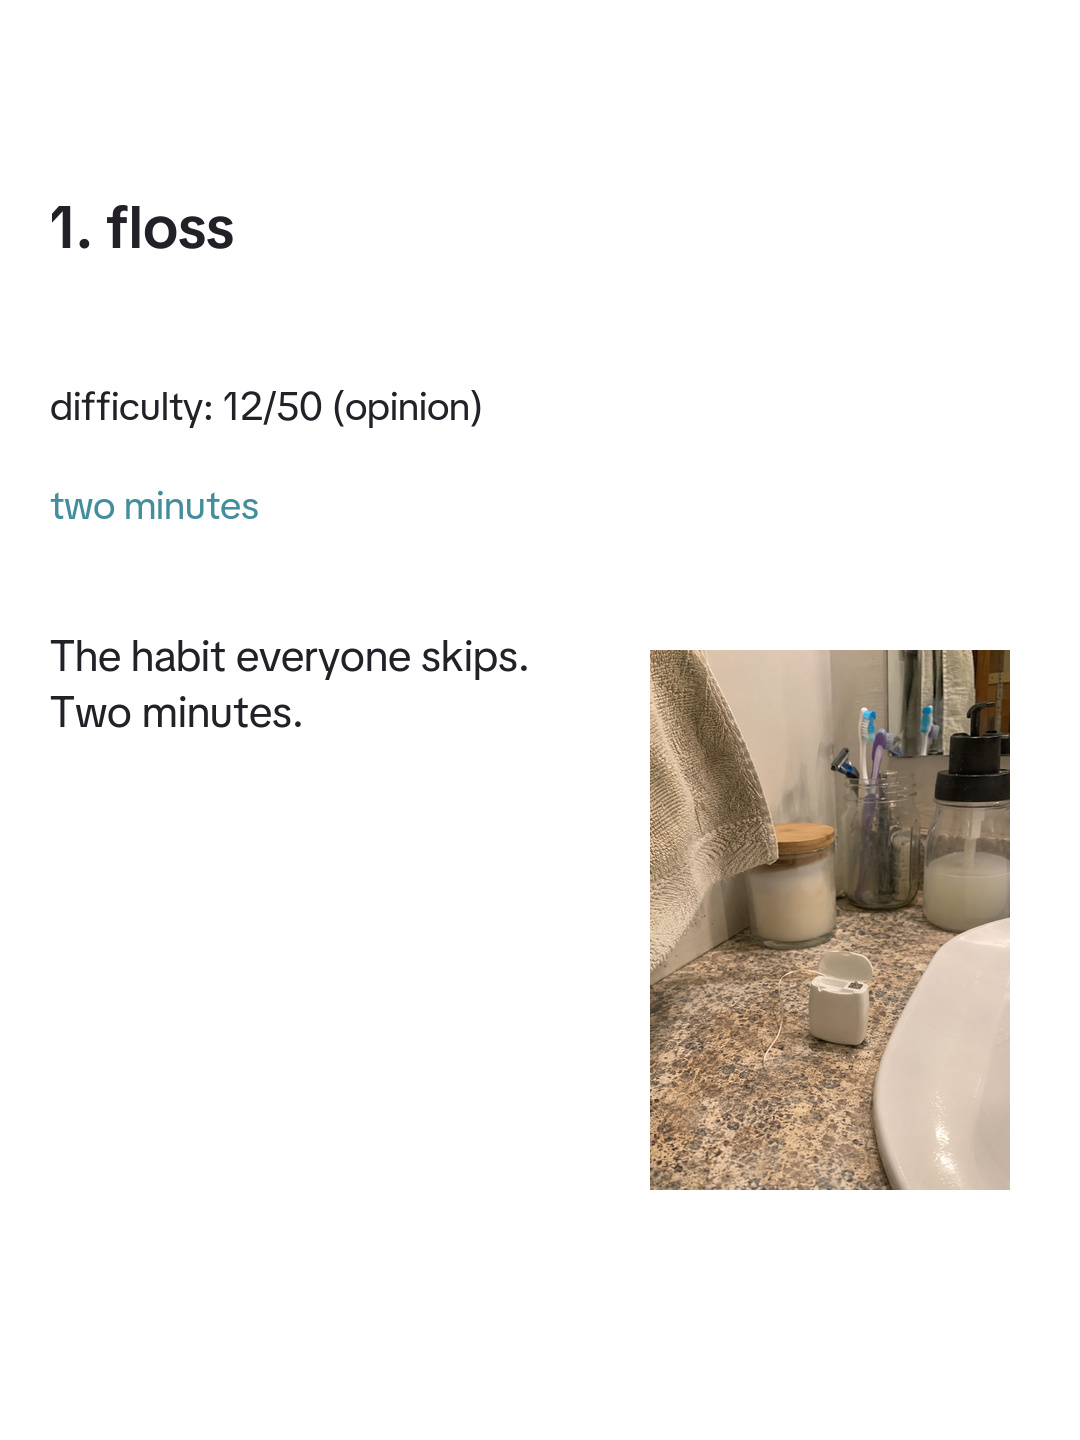 1. floss
difficulty: 12/50 (opinion)
two minutes
The habit everyone skips.
Two minutes.